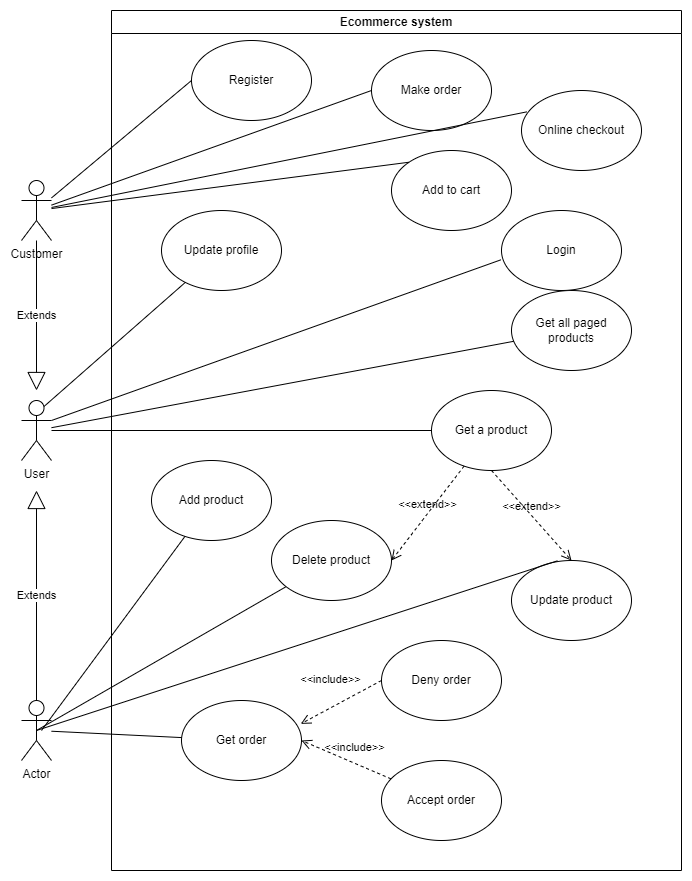 Ecommerce system
Register
Make order
Online checkout
Add to cart
Customer
Update profile
Login
Extends
Get all paged
products
User
Get a product
Add product
<<extend>>
<<extend>>
Delete product
Extends
Update product
Deny order
<<include>>
Get order
<<include>>
Actor
Accept order